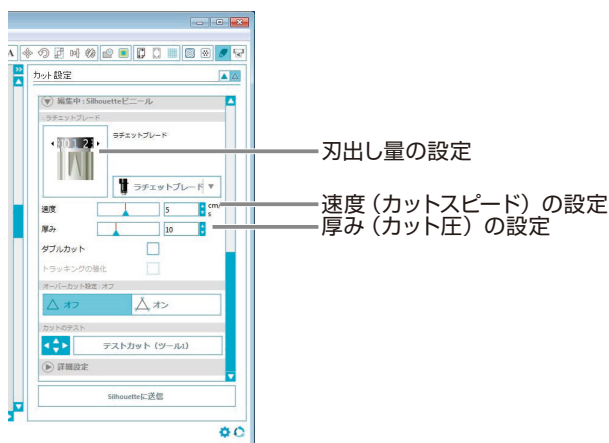 カット設定
編集中 : Silhouetteビニール
ラチェットブレード
ラチェットブレード
0 1 2
ラチェットブレード
速度
5
cm/
s
厚み
10
ダブルカット
トラッキングの強化
オーバーカット設定 : オフ
オフ
オン
カットのテスト
テストカット (ツール1)
詳細設定
Silhouetteに送信
刃出し量の設定
速度（カットスピード）の設定
厚み（カット圧）の設定